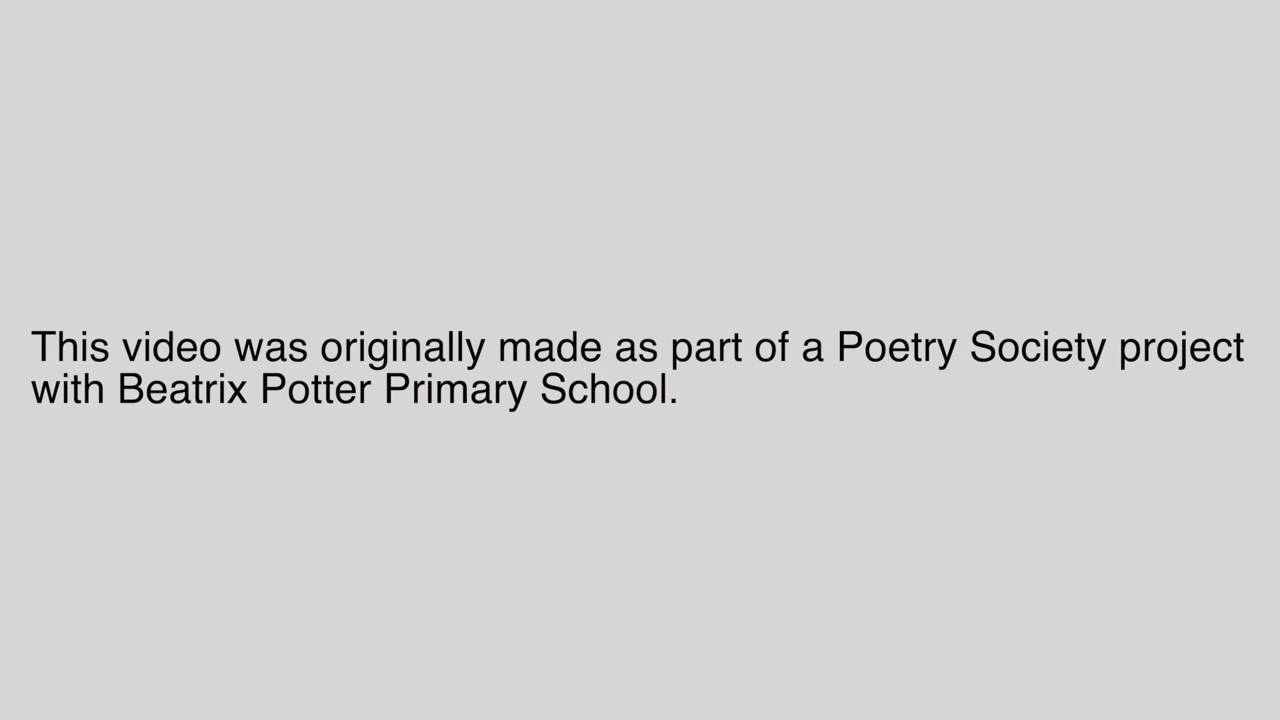 This video was originally made as part of a Poetry Society project
with Beatrix Potter Primary School.